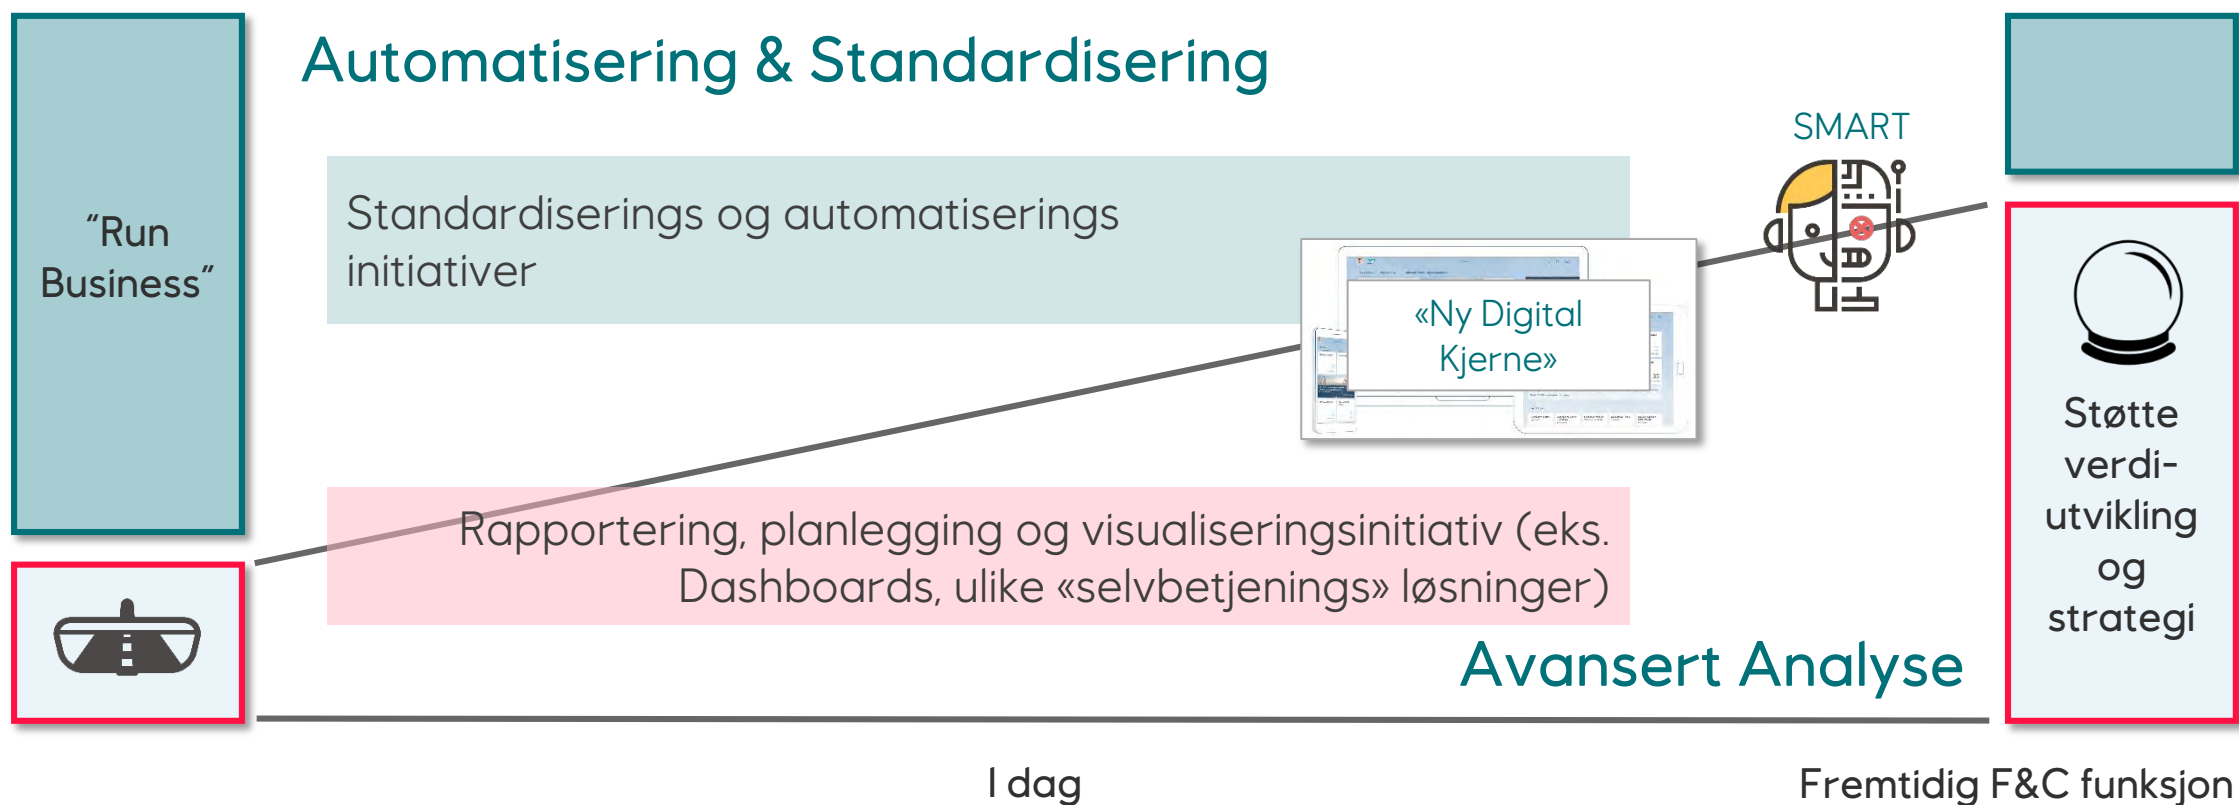 Automatisering & Standardisering
SMART
"Run
Business"
Standardiserings og automatiserings
initiativer
«Ny Digital
Kjerne»
Støtte
verdi-
utvikling
og
strategi
Rapportering, planlegging og visualiseringsinitiativ (eks.
Dashboards, ulike «selvbetjenings» løsninger)
Avansert Analyse
I dag
Fremtidig F&C funksjon